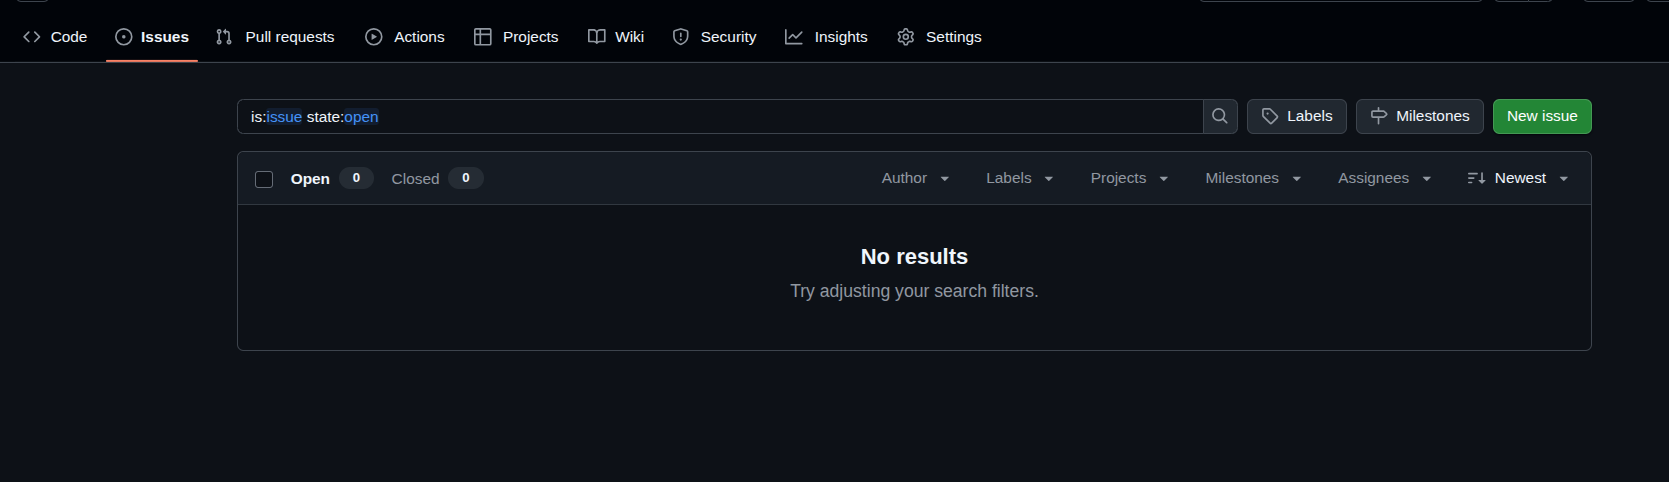 Code Issues Pull requests Actions Projects Wiki Security Insights Settings
is:issue state:open Labels Milestones New issue
Open 0 Closed 0 Author Labels Projects Milestones Assignees Newest
No results
Try adjusting your search filters.